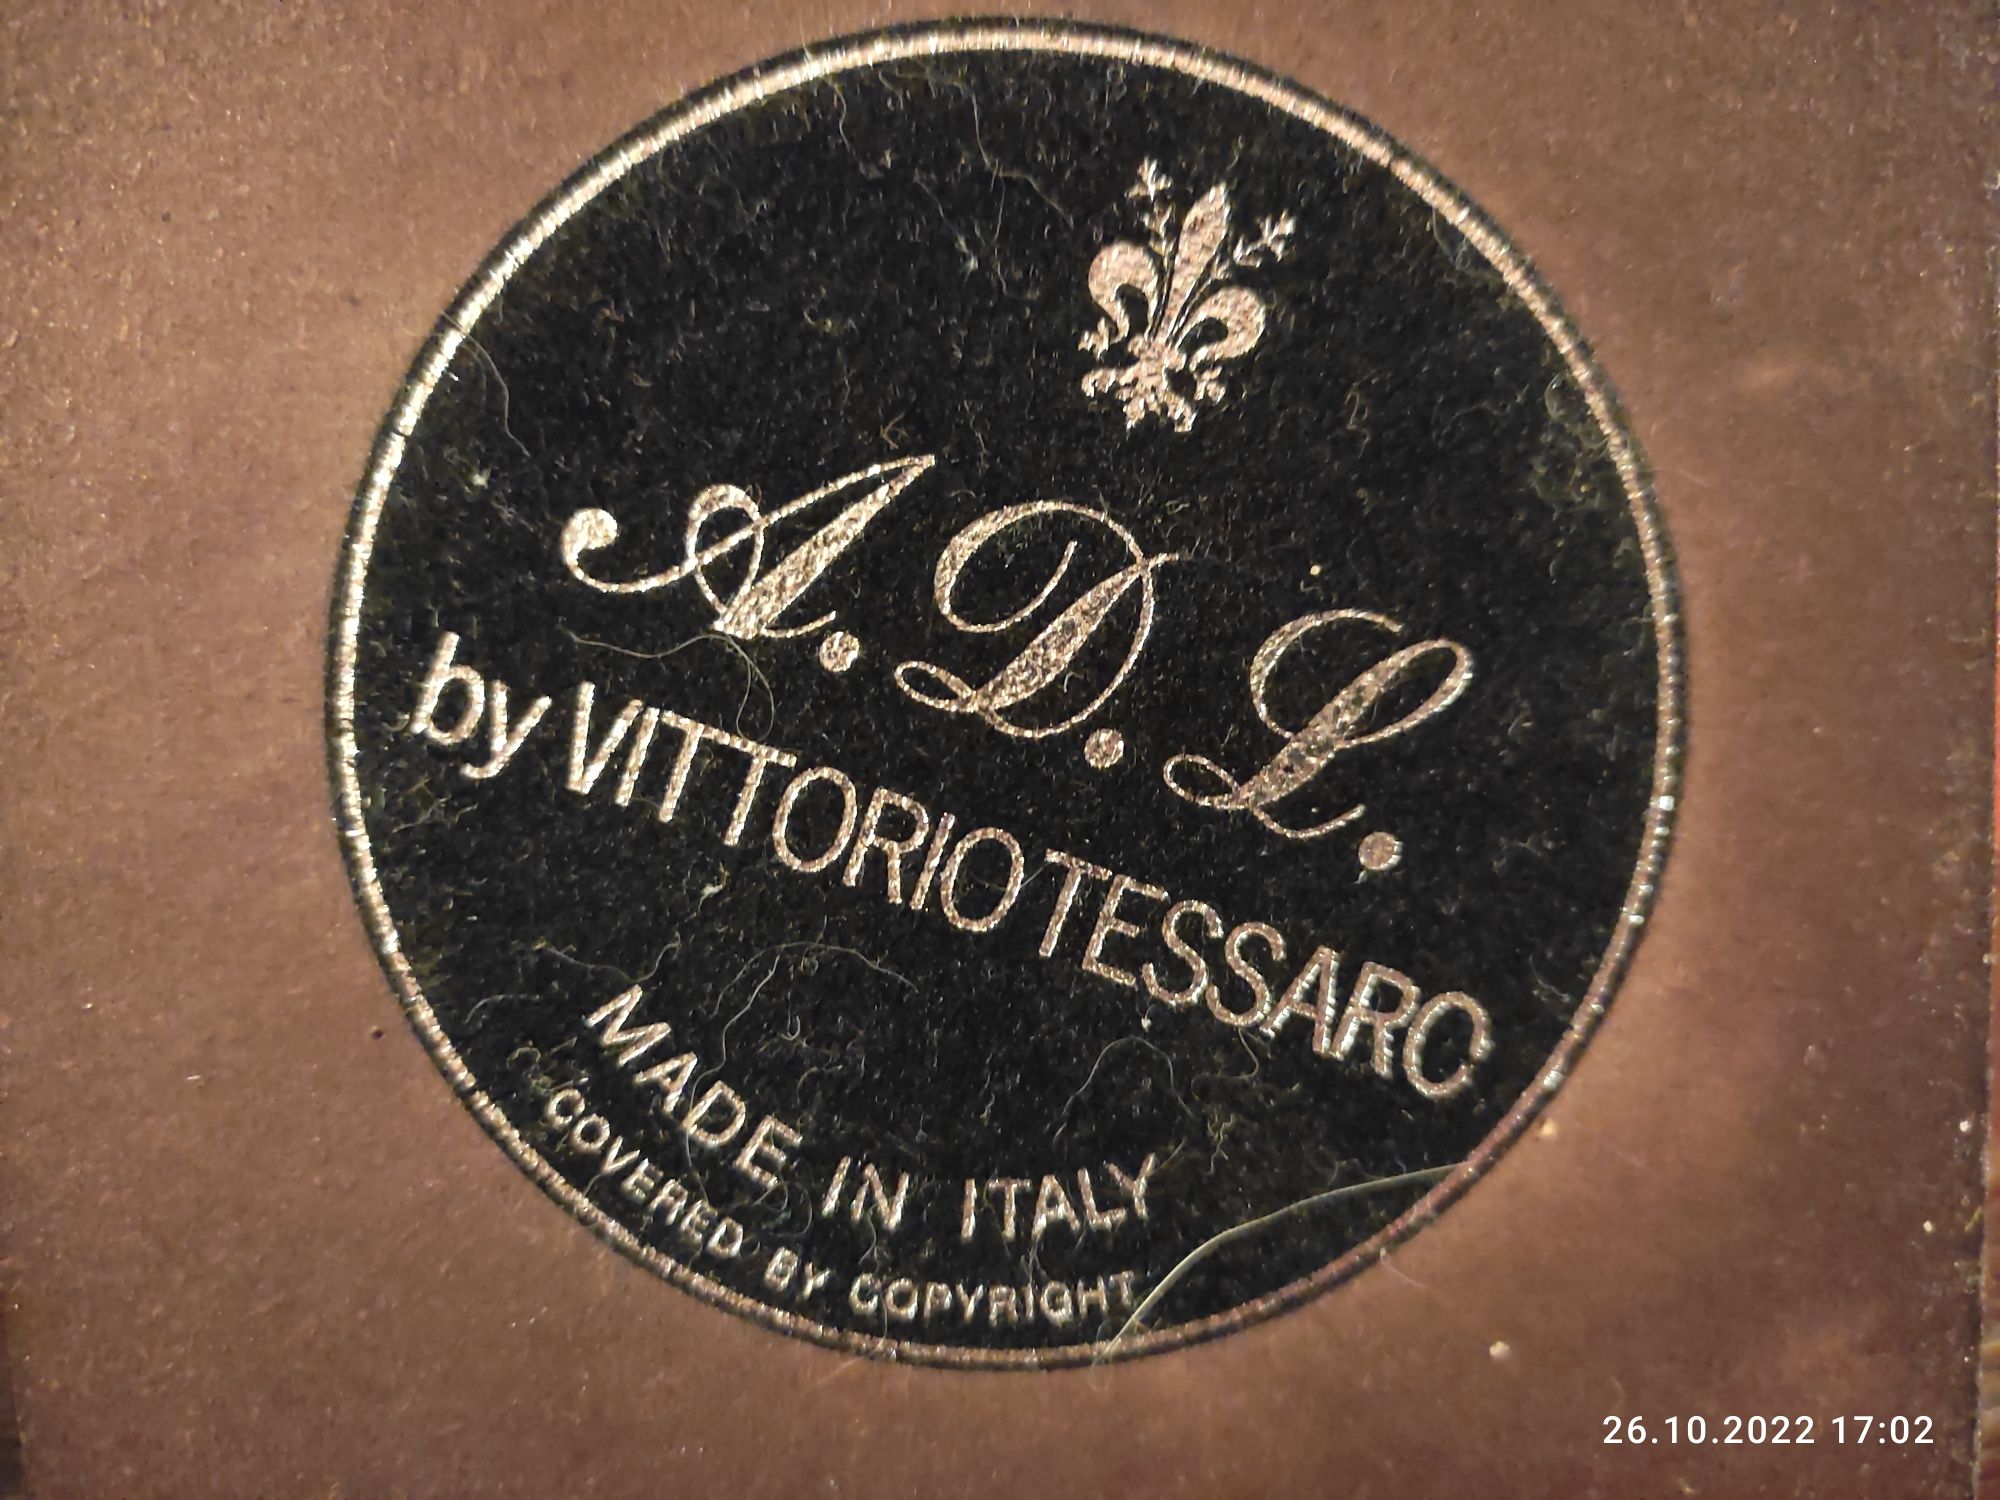 A.D.L.
by VITTORIO TESSARO
MADE IN ITALY
COVERED BY COPYRIGHT
26.10.2022 17:02